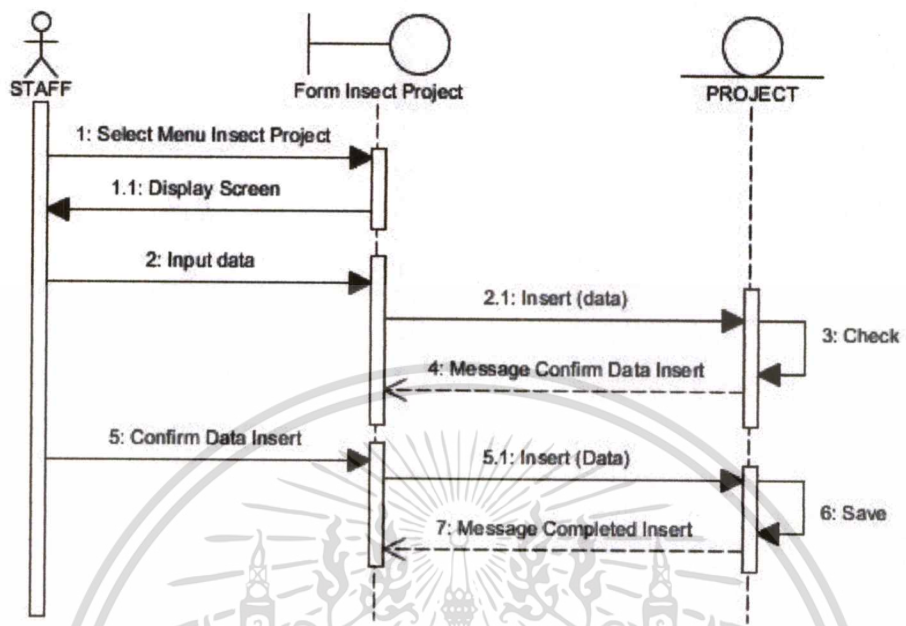 STAFF
Form Insect Project
PROJECT
1: Select Menu Insect Project
1.1: Display Screen
2: Input data
2.1: Insert (data)
3: Check
4: Message Confirm Data Insert
5: Confirm Data Insert
5.1: Insert (Data)
6: Save
7: Message Completed Insert